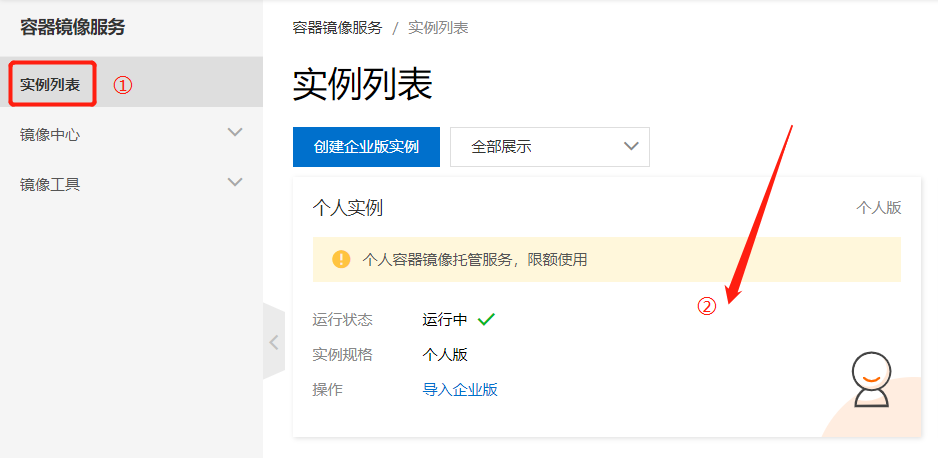 容器镜像服务
实例列表 ①
镜像中心
镜像工具
容器镜像服务 / 实例列表
实例列表
创建企业版实例 全部展示
个人实例 个人版
个人容器镜像托管服务，限额使用
②
运行状态 运行中
实例规格 个人版
操作 导入企业版